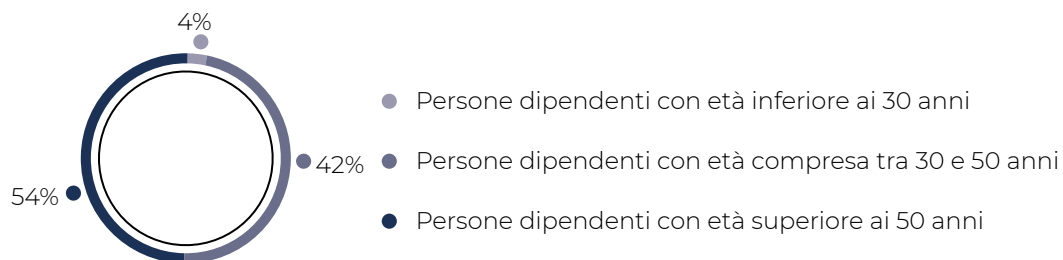 4%
Persone dipendenti con età inferiore ai 30 anni
42%
Persone dipendenti con età compresa tra 30 e 50 anni
54%
Persone dipendenti con età superiore ai 50 anni